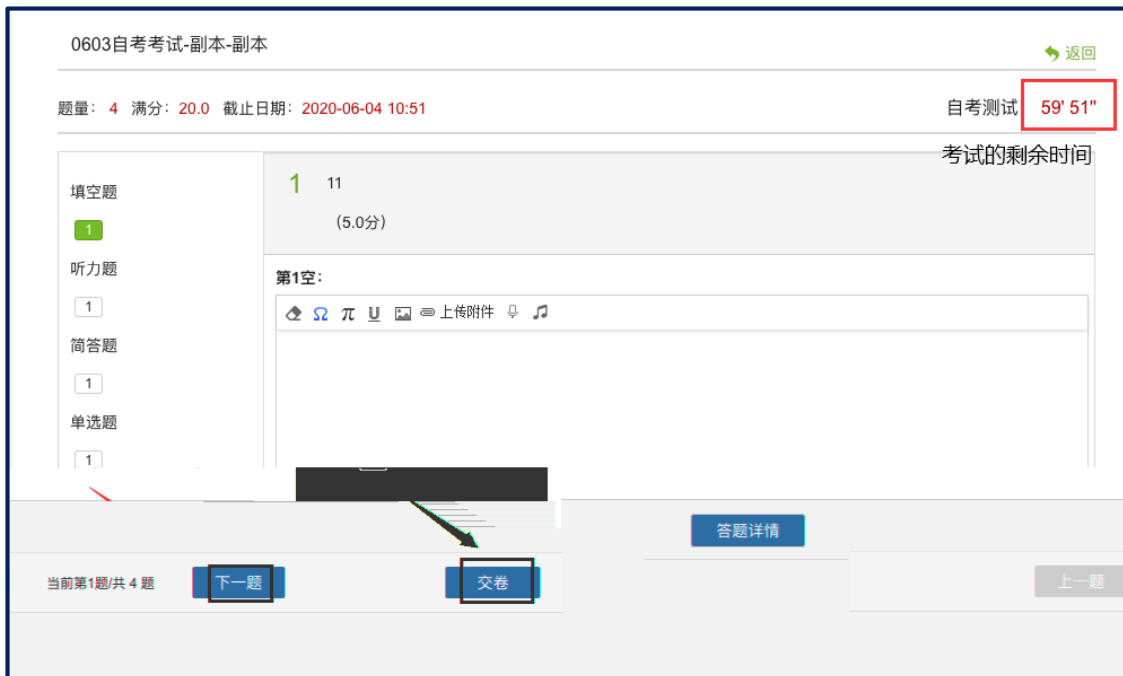 0603自考考试-副本-副本
返回
题量： 4 满分：20.0 截止日期：2020-06-04 10:51
自考测试 59' 51"
考试的剩余时间
填空题
1
听力题
1
简答题
1
单选题
1
1 11
(5.0分)
第1空：
Ω π U 上传附件
答题详情
当前第1题/共 4 题 下一题 交卷 上一题